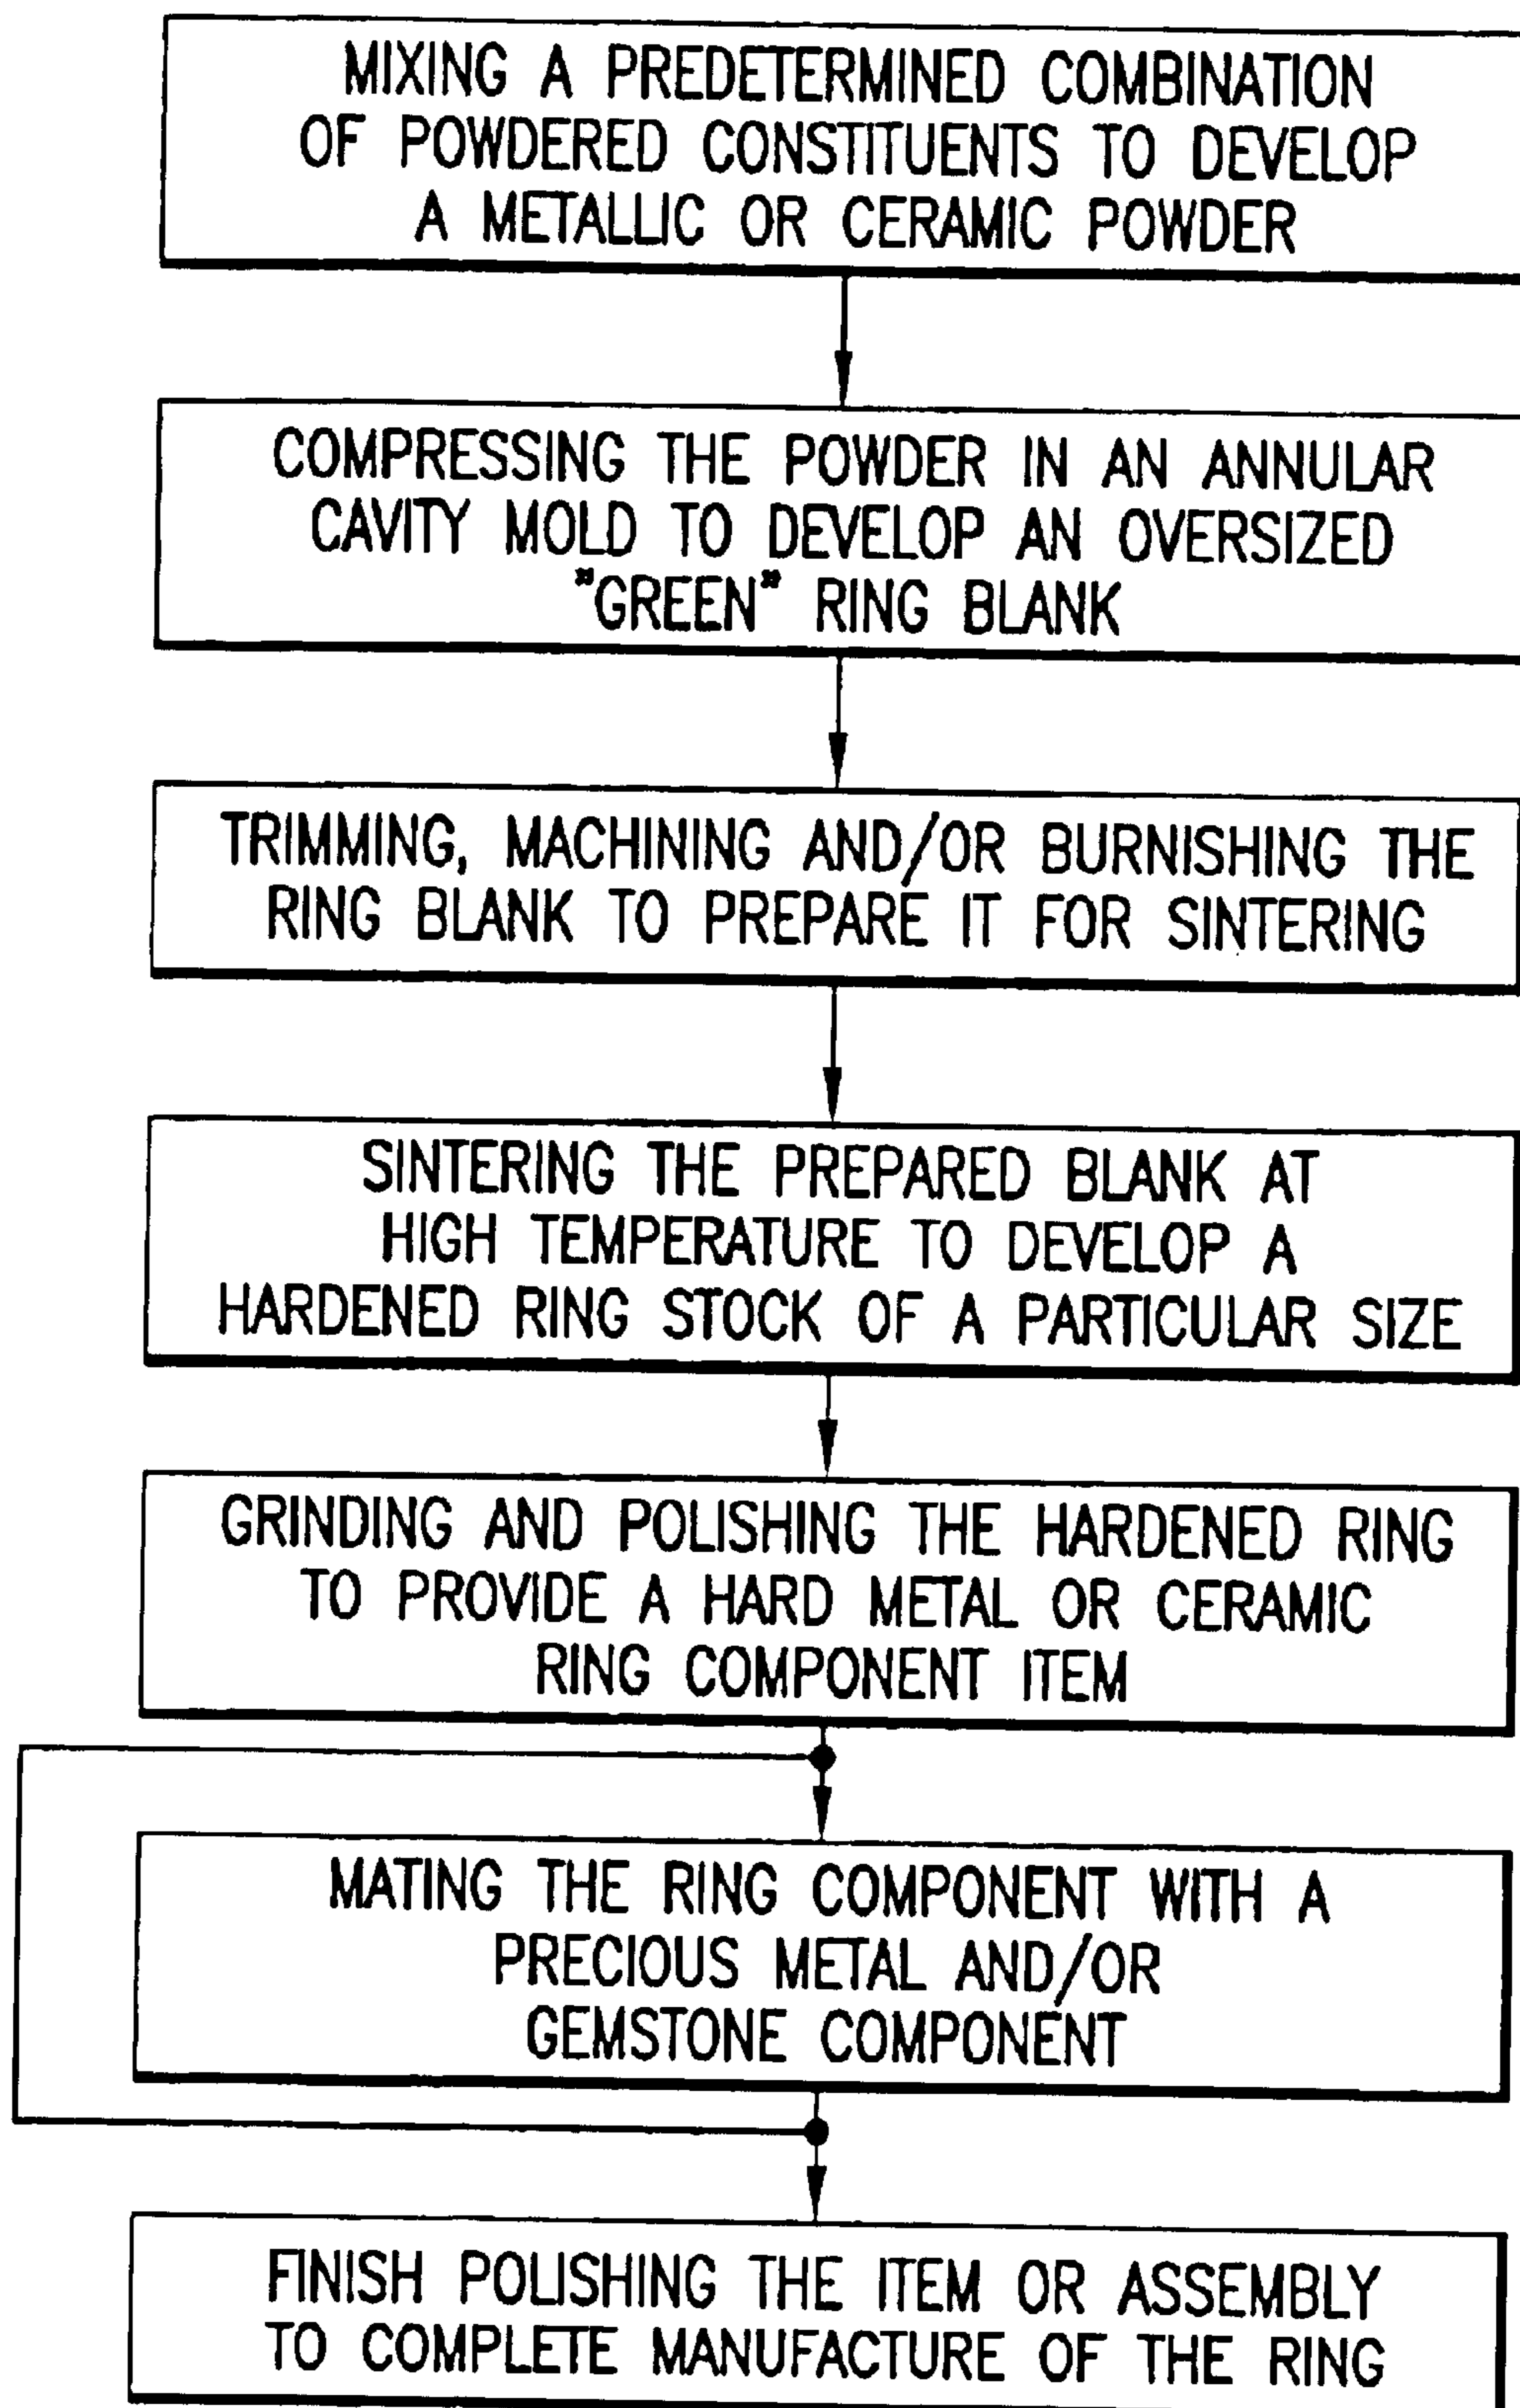 MIXING A PREDETERMINED COMBINATION
OF POWDERED CONSTITUENTS TO DEVELOP
A METALLIC OR CERAMIC POWDER
COMPRESSING THE POWDER IN AN ANNULAR
CAVITY MOLD TO DEVELOP AN OVERSIZED
"GREEN" RING BLANK
TRIMMING, MACHINING AND/OR BURNISHING THE
RING BLANK TO PREPARE IT FOR SINTERING
SINTERING THE PREPARED BLANK AT
HIGH TEMPERATURE TO DEVELOP A
HARDENED RING STOCK OF A PARTICULAR SIZE
GRINDING AND POLISHING THE HARDENED RING
TO PROVIDE A HARD METAL OR CERAMIC
RING COMPONENT ITEM
MATING THE RING COMPONENT WITH A
PRECIOUS METAL AND/OR
GEMSTONE COMPONENT
FINISH POLISHING THE ITEM OR ASSEMBLY
TO COMPLETE MANUFACTURE OF THE RING